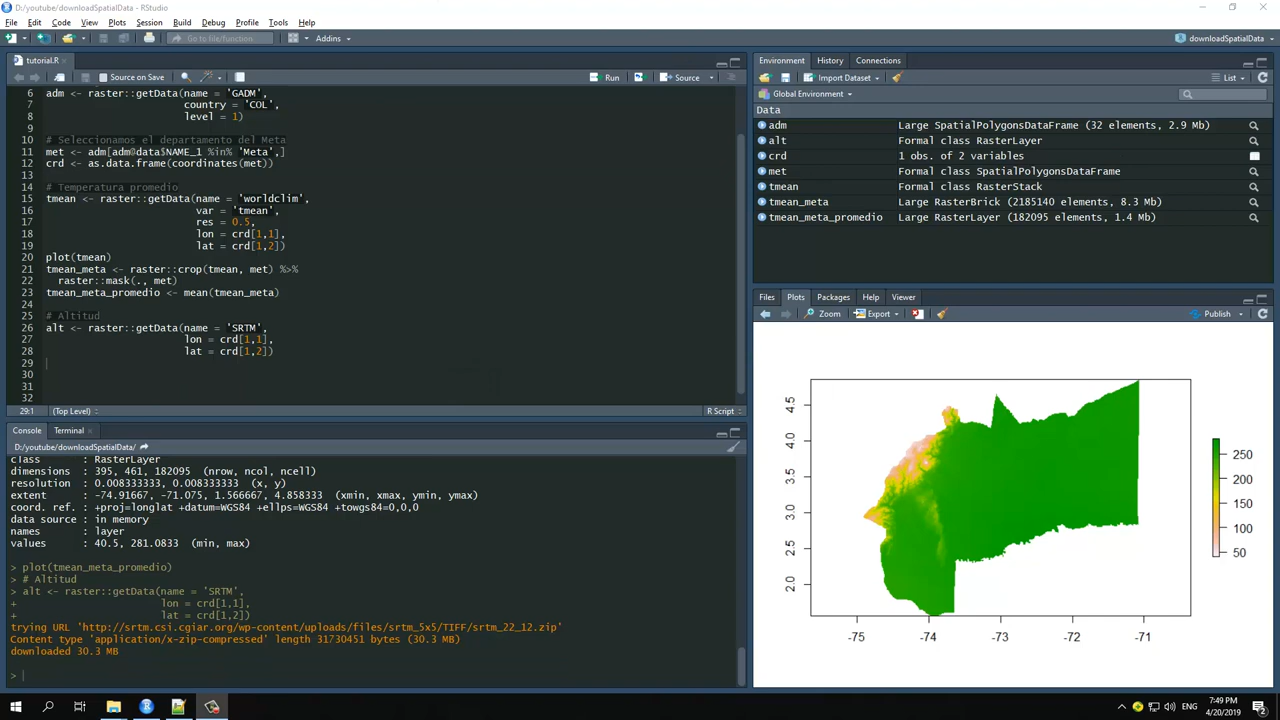 D:/youtube/downloadSpatialData - RStudio
File Edit Code View Plots Session Build Debug Profile Tools Help
Go to file/function Addins downloadSpatialData
tutorial.R
Source on Save Run Source
6 adm <- raster::getData(name = 'GADM',
7 country = 'COL',
8 level = 1)
9
10 # Seleccionamos el departamento del Meta
11 met <- adm[adm@data$NAME_1 %in% 'Meta',]
12 crd <- as.data.frame(coordinates(met))
13
14 # Temperatura promedio
15 tmean <- raster::getData(name = 'worldclim',
16 var = 'tmean',
17 res = 0.5,
18 lon = crd[1,1],
19 lat = crd[1,2])
20 plot(tmean)
21 tmean_meta <- raster::crop(tmean, met) %>%
22 raster::mask(., met)
23 tmean_meta_promedio <- mean(tmean_meta)
24
25 # Altitud
26 alt <- raster::getData(name = 'SRTM',
27 lon = crd[1,1],
28 lat = crd[1,2])
29
30
31
32
29:1 (Top Level) R Script
Console Terminal
D:/youtube/downloadSpatialData/
class : RasterLayer
dimensions : 395, 461, 182095 (nrow, ncol, ncell)
resolution : 0.008333333, 0.008333333 (x, y)
extent : -74.91667, -71.075, 1.566667, 4.858333 (xmin, xmax, ymin, ymax)
coord. ref. : +proj=longlat +datum=WGS84 +ellps=WGS84 +towgs84=0,0,0
data source : in memory
names : layer
values : 40.5, 281.0833 (min, max)
> plot(tmean_meta_promedio)
> # Altitud
> alt <- raster::getData(name = 'SRTM',
+ lon = crd[1,1],
+ lat = crd[1,2])
trying URL 'http://srtm.csi.cgiar.org/wp-content/uploads/files/srtm_5x5/TIFF/srtm_22_12.zip'
Content type 'application/x-zip-compressed' length 31730451 bytes (30.3 MB)
downloaded 30.3 MB
>
Environment History Connections
Import Dataset List
Global Environment
Data
adm Large SpatialPolygonsDataFrame (32 elements, 2.9 Mb)
alt Formal class RasterLayer
crd 1 obs. of 2 variables
met Formal class SpatialPolygonsDataFrame
tmean Formal class RasterStack
tmean_meta Large RasterBrick (2185140 elements, 8.3 Mb)
tmean_meta_promedio Large RasterLayer (182095 elements, 1.4 Mb)
Files Plots Packages Help Viewer
Zoom Export Publish
4.5
4.0
3.5
3.0
2.5
2.0
-75 -74 -73 -72 -71
250
200
150
100
50
ENG
7:49 PM
4/20/2019
2